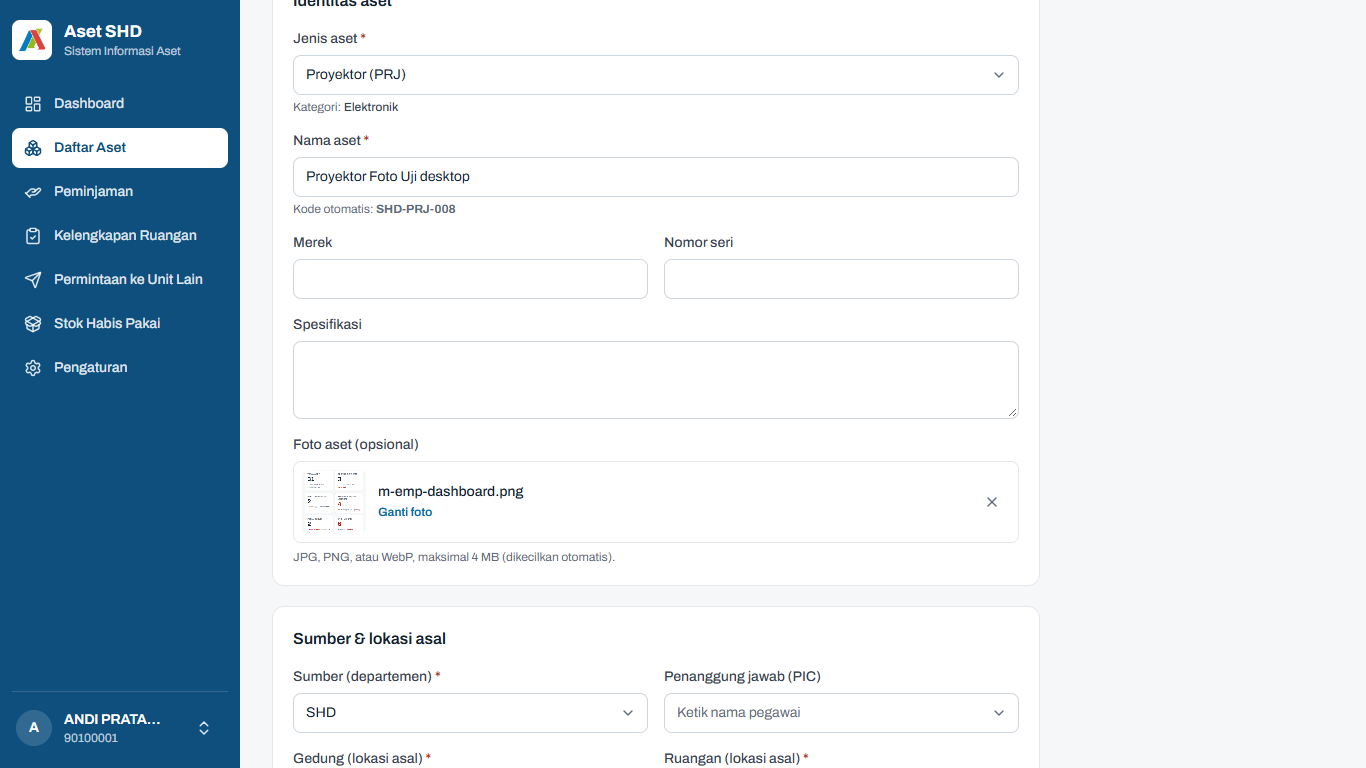 Aset SHD
Sistem Informasi Aset
Dashboard
Daftar Aset
Peminjaman
Kelengkapan Ruangan
Permintaan ke Unit Lain
Stok Habis Pakai
Pengaturan
A
ANDI PRATA...
90100001
Identitas aset
Jenis aset *
Proyektor (PRJ)
Kategori: Elektronik
Nama aset *
Proyektor Foto Uji desktop
Kode otomatis: SHD-PRJ-008
Merek
Nomor seri
Spesifikasi
Foto aset (opsional)
m-emp-dashboard.png
Ganti foto
JPG, PNG, atau WebP, maksimal 4 MB (dikecilkan otomatis).
Sumber & lokasi asal
Sumber (departemen) *
Penanggung jawab (PIC)
SHD
Ketik nama pegawai
Gedung (lokasi asal) *
Ruangan (lokasi asal) *